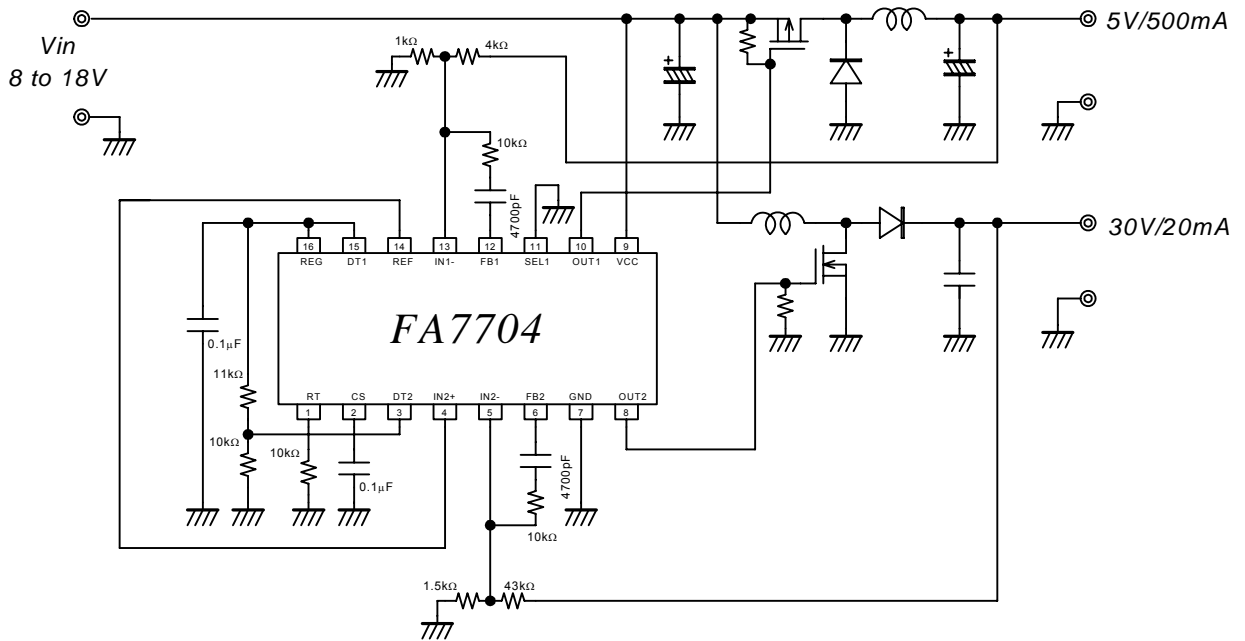 5V/500mA
Vin
8 to 18V
1kΩ
4kΩ
10kΩ
4700pF
30V/20mA
16 15 14 13 12 11 10 9
REG DT1 REF IN1- FB1 SEL1 OUT1 VCC
FA7704
0.1μF
11kΩ
RT CS DT2 IN2+ IN2- FB2 GND OUT2
1 2 3 4 5 6 7 8
10kΩ
10kΩ
0.1μF
4700pF
10kΩ
1.5kΩ
43kΩ